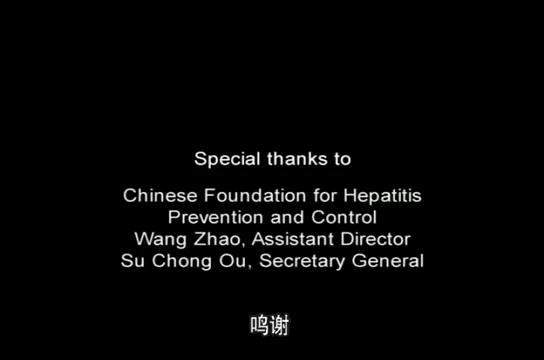 Special thanks to
Chinese Foundation for Hepatitis
Prevention and Control
Wang Zhao, Assistant Director
Su Chong Ou, Secretary General
鸣谢